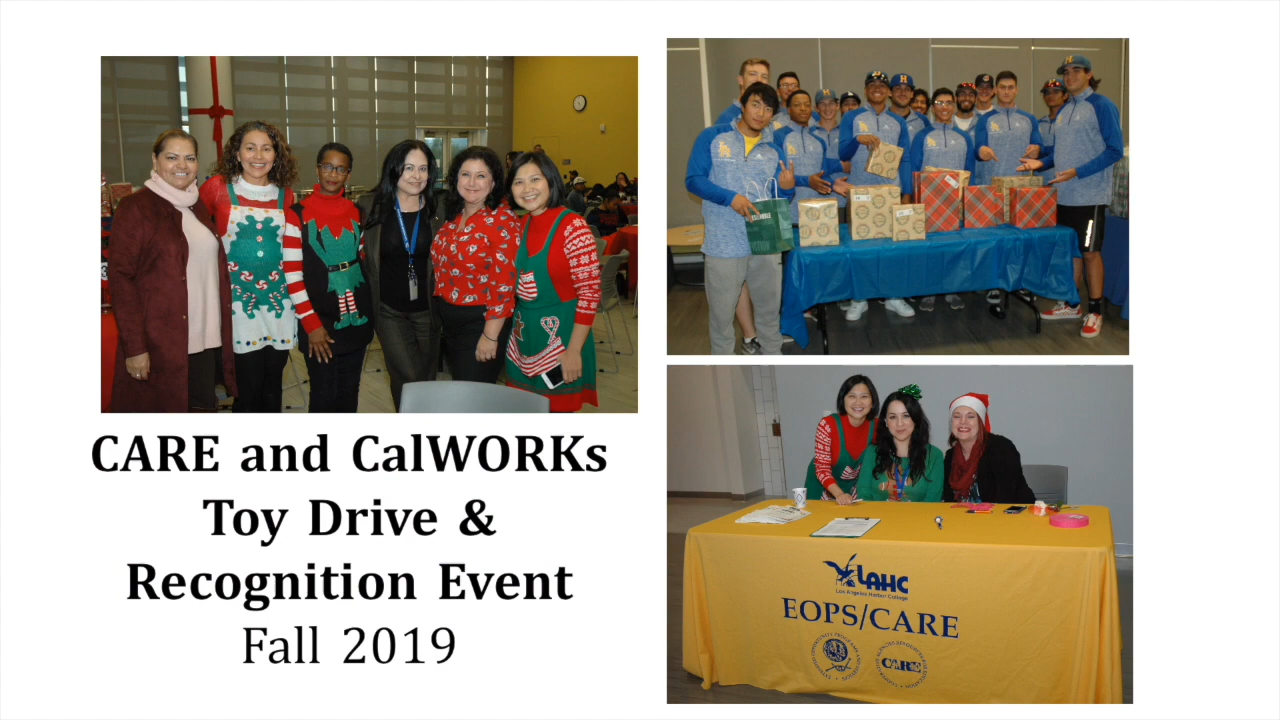 CARE and CalWORKs
Toy Drive &
Recognition Event
Fall 2019
LAHC
Los Angeles Harbor College
EOPS/CARE
CARE